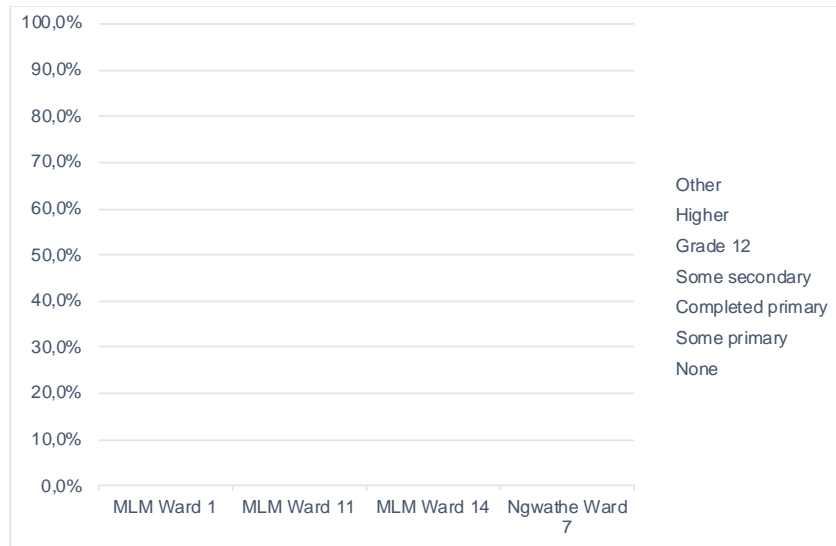 100,0%
90,0%
80,0%
70,0%
60,0%
50,0%
40,0%
30,0%
20,0%
10,0%
0,0%
MLM Ward 1
MLM Ward 11
MLM Ward 14
Ngwathe Ward
7
Other
Higher
Grade 12
Some secondary
Completed primary
Some primary
None